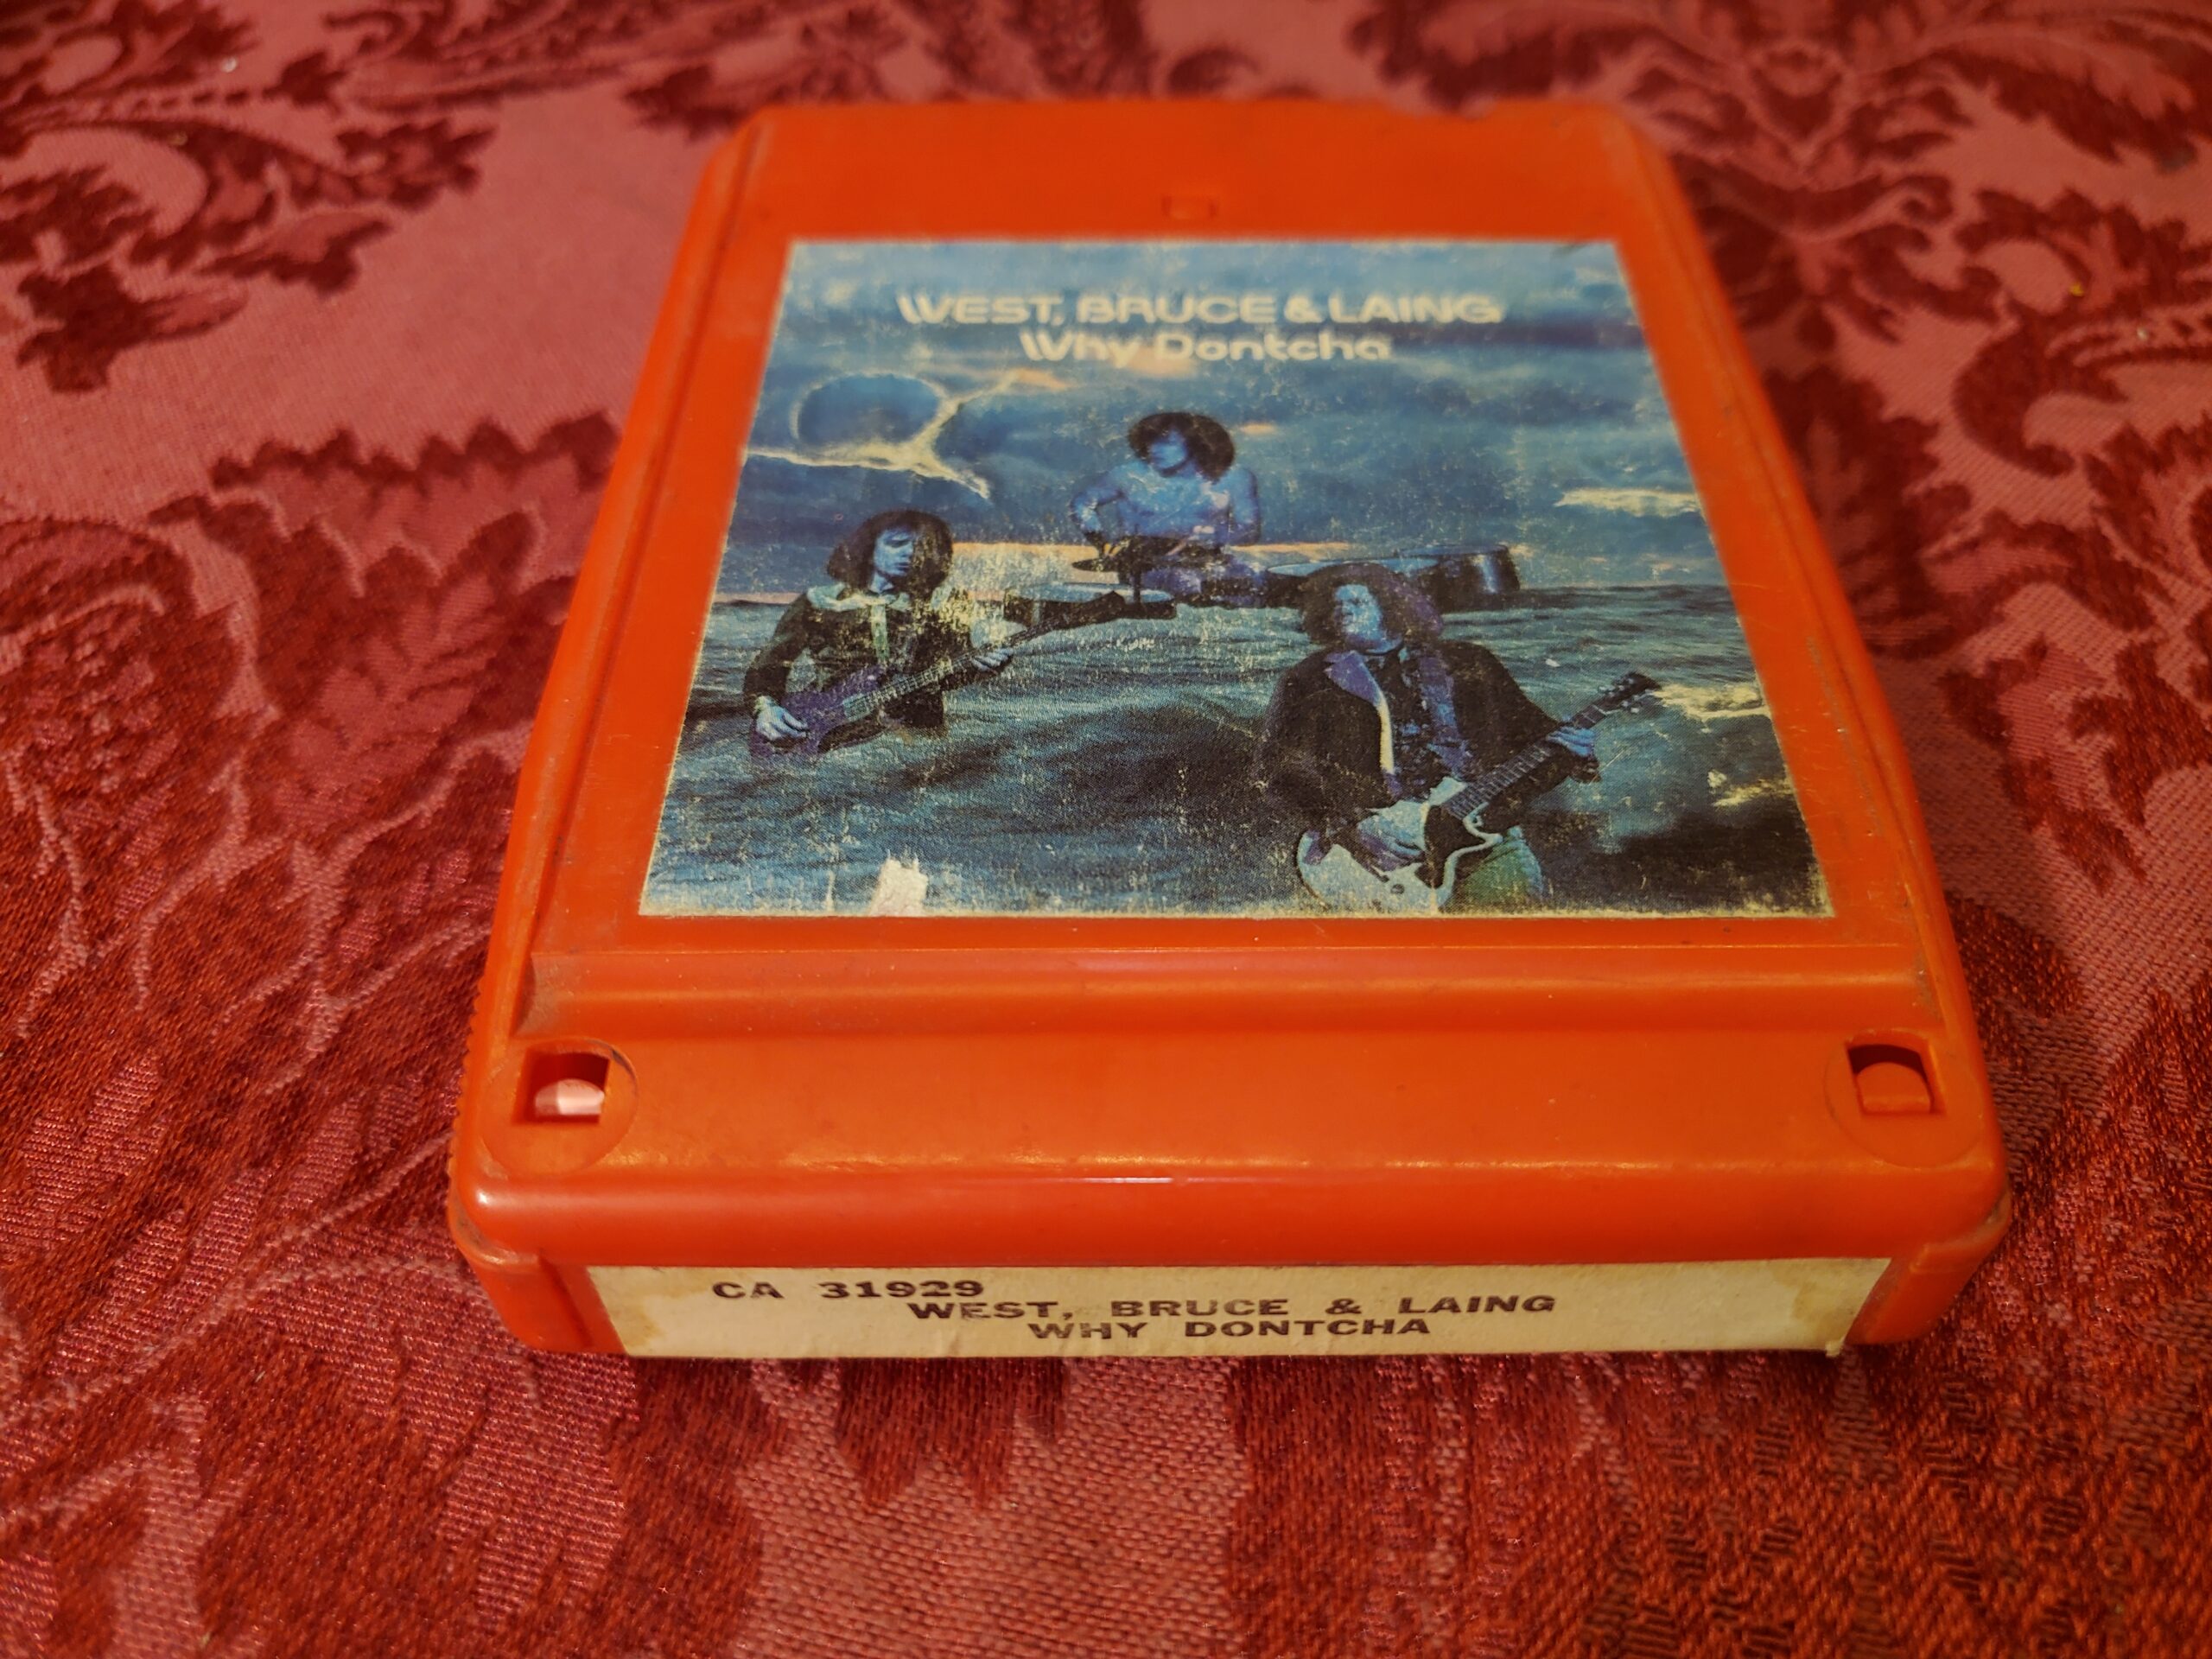 WEST, BRUCE & LAING
Why Dontcha
CA 31929
WEST, BRUCE & LAING
WHY DONTCHA